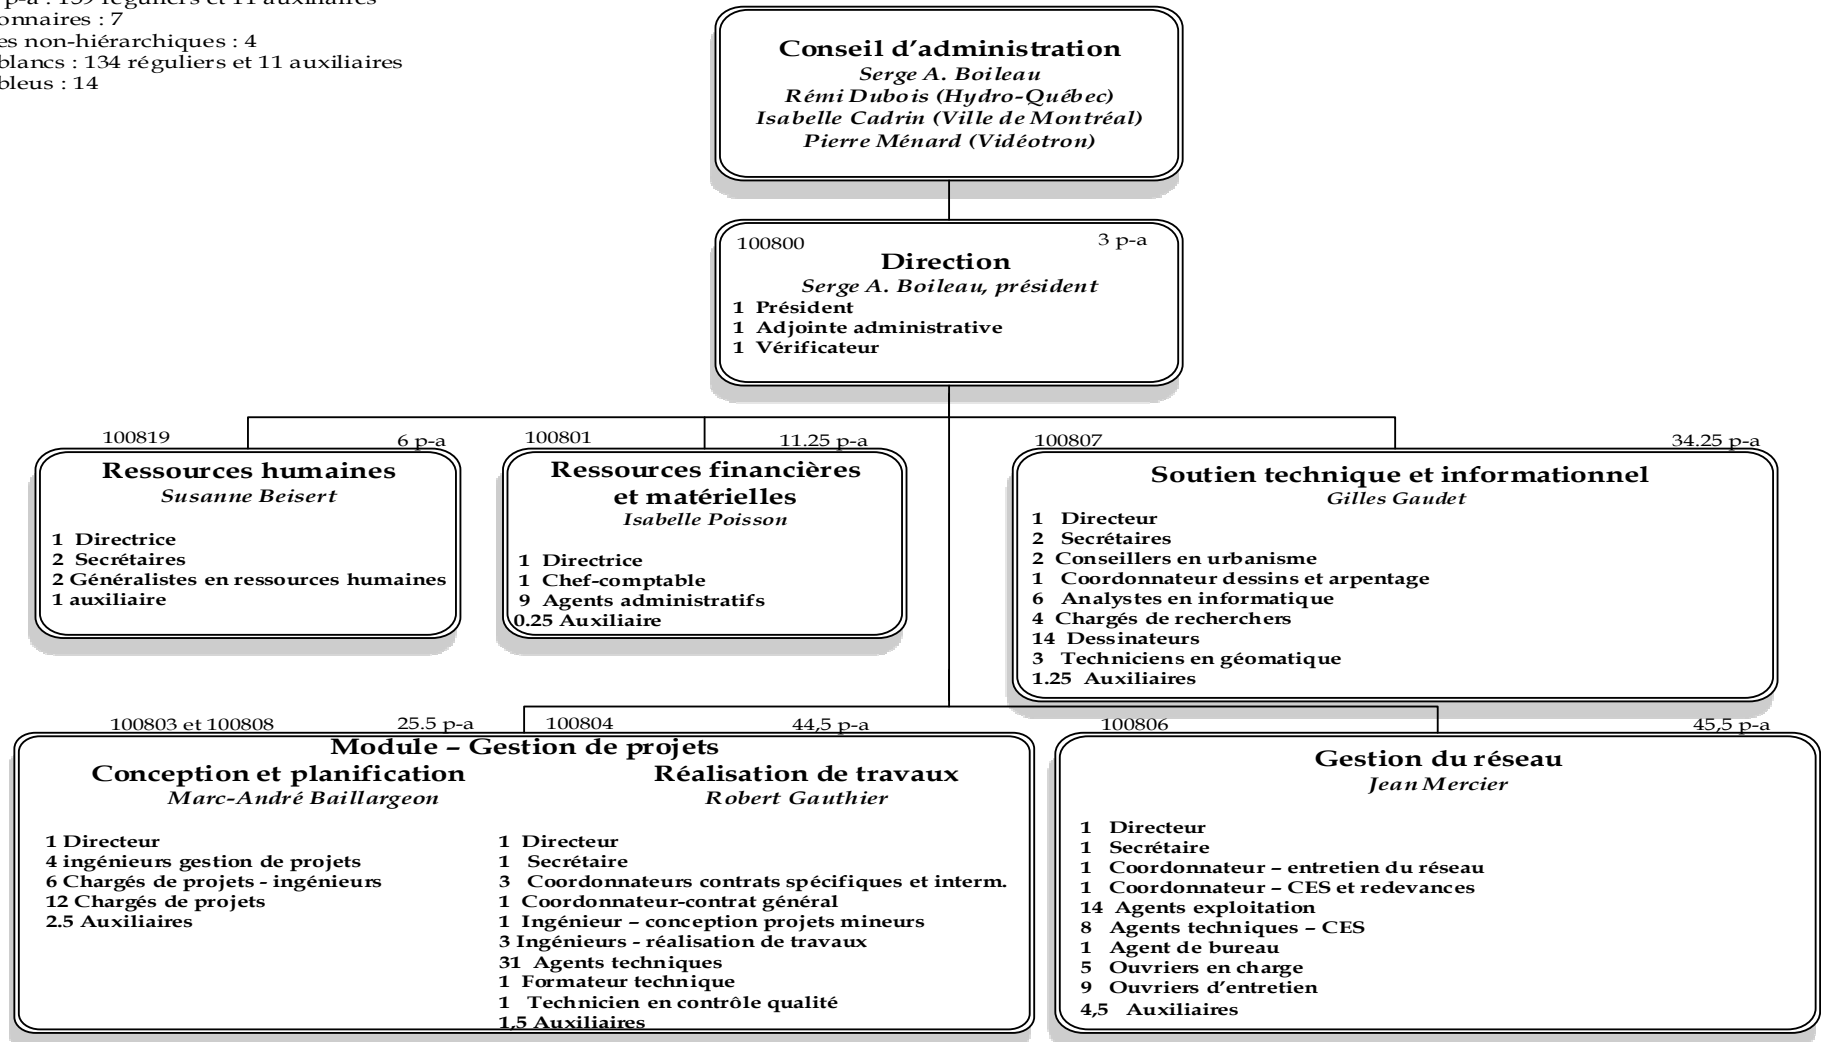 p-a : 159 réguliers et 11 auxiliaires
onnaires : 7
es non-hiérarchiques : 4
blancs : 134 réguliers et 11 auxiliaires
bleus : 14
Conseil d’administration
Serge A. Boileau
Rémi Dubois (Hydro-Québec)
Isabelle Cadrin (Ville de Montréal)
Pierre Ménard (Vidéotron)
100800 3 p-a
Direction
Serge A. Boileau, président
1 Président
1 Adjointe administrative
1 Vérificateur
100819 6 p-a
Ressources humaines
Susanne Beisert
1 Directrice
2 Secrétaires
2 Généralistes en ressources humaines
1 auxiliaire
100801 11.25 p-a
Ressources financières
et matérielles
Isabelle Poisson
1 Directrice
1 Chef-comptable
9 Agents administratifs
0.25 Auxiliaire
100807 34.25 p-a
Soutien technique et informationnel
Gilles Gaudet
1 Directeur
2 Secrétaires
2 Conseillers en urbanisme
1 Coordonnateur dessins et arpentage
6 Analystes en informatique
4 Chargés de recherchers
14 Dessinateurs
3 Techniciens en géomatique
1.25 Auxiliaires
100803 et 100808 25.5 p-a 100804 44,5 p-a
Module – Gestion de projets
Conception et planification
Marc-André Baillargeon
1 Directeur
4 ingénieurs gestion de projets
6 Chargés de projets - ingénieurs
12 Chargés de projets
2.5 Auxiliaires
Réalisation de travaux
Robert Gauthier
1 Directeur
1 Secrétaire
3 Coordonnateurs contrats spécifiques et interm.
1 Coordonnateur-contrat général
1 Ingénieur – conception projets mineurs
3 Ingénieurs - réalisation de travaux
31 Agents techniques
1 Formateur technique
1 Technicien en contrôle qualité
1,5 Auxiliaires
100806 45,5 p-a
Gestion du réseau
Jean Mercier
1 Directeur
1 Secrétaire
1 Coordonnateur – entretien du réseau
1 Coordonnateur – CES et redevances
14 Agents exploitation
8 Agents techniques – CES
1 Agent de bureau
5 Ouvriers en charge
9 Ouvriers d’entretien
4,5 Auxiliaires